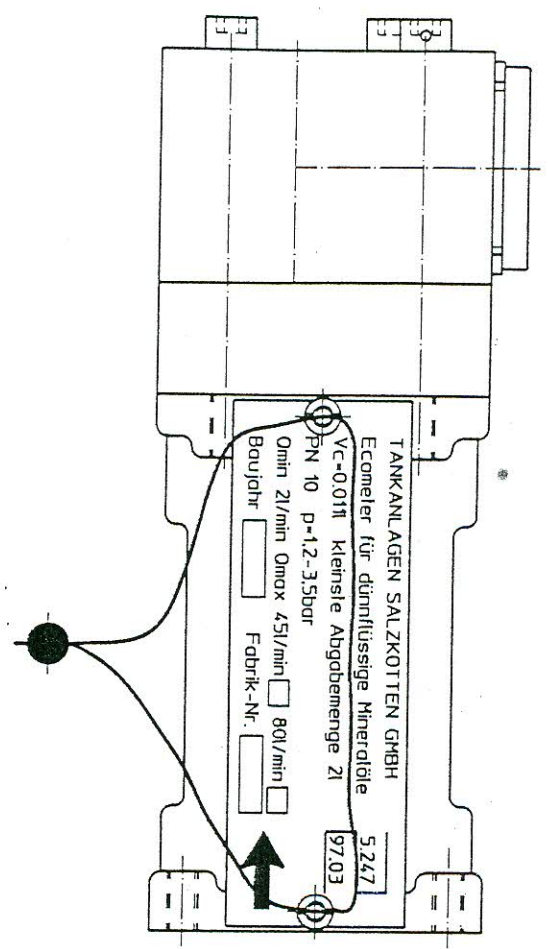 TANKANLAGEN SALZKOTTEN GMBH
Ecometer für dünnflüssige Mineralöle
5.247
Vc=0.011l kleinste Abgabemenge 2l
97.03
PN 10 p=1,2-3,5bar
Qmin 2l/min Qmax 45l/min 80l/min
Baujahr Fabrik-Nr.